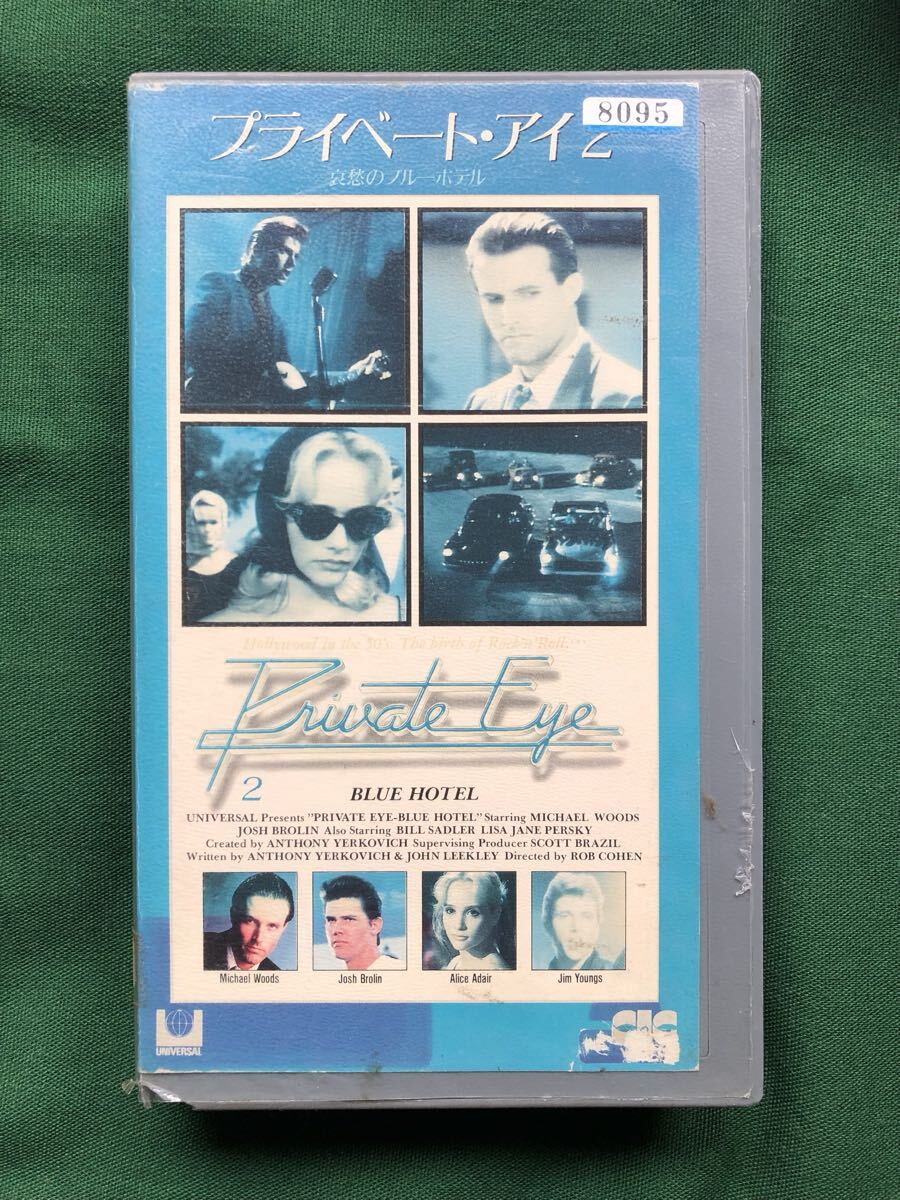 8095
プライベート・アイ2
哀愁のブルーホテル
Hollywood in the 50's. The birth of Rock'n'Roll....
Private Eye
2 BLUE HOTEL
UNIVERSAL Presents "PRIVATE EYE-BLUE HOTEL" Starring MICHAEL WOODS
JOSH BROLIN Also Starring BILL SADLER LISA JANE PERSKY
Created by ANTHONY YERKOVICH Supervising Producer SCOTT BRAZIL
Written by ANTHONY YERKOVICH & JOHN LEEKLEY Directed by ROB COHEN
Michael Woods Josh Brolin Alice Adair Jim Youngs
UNIVERSAL
CIC